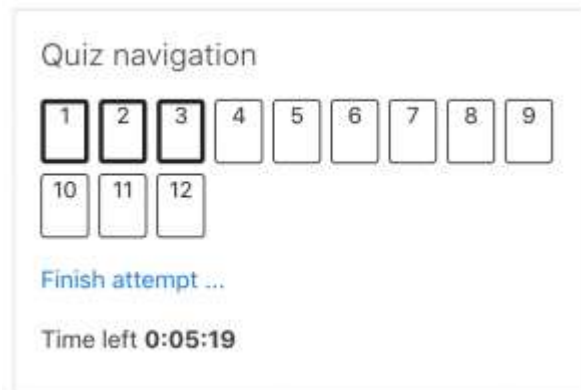 Quiz navigation
1 2 3 4 5 6 7 8 9
10 11 12
Finish attempt ...
Time left 0:05:19